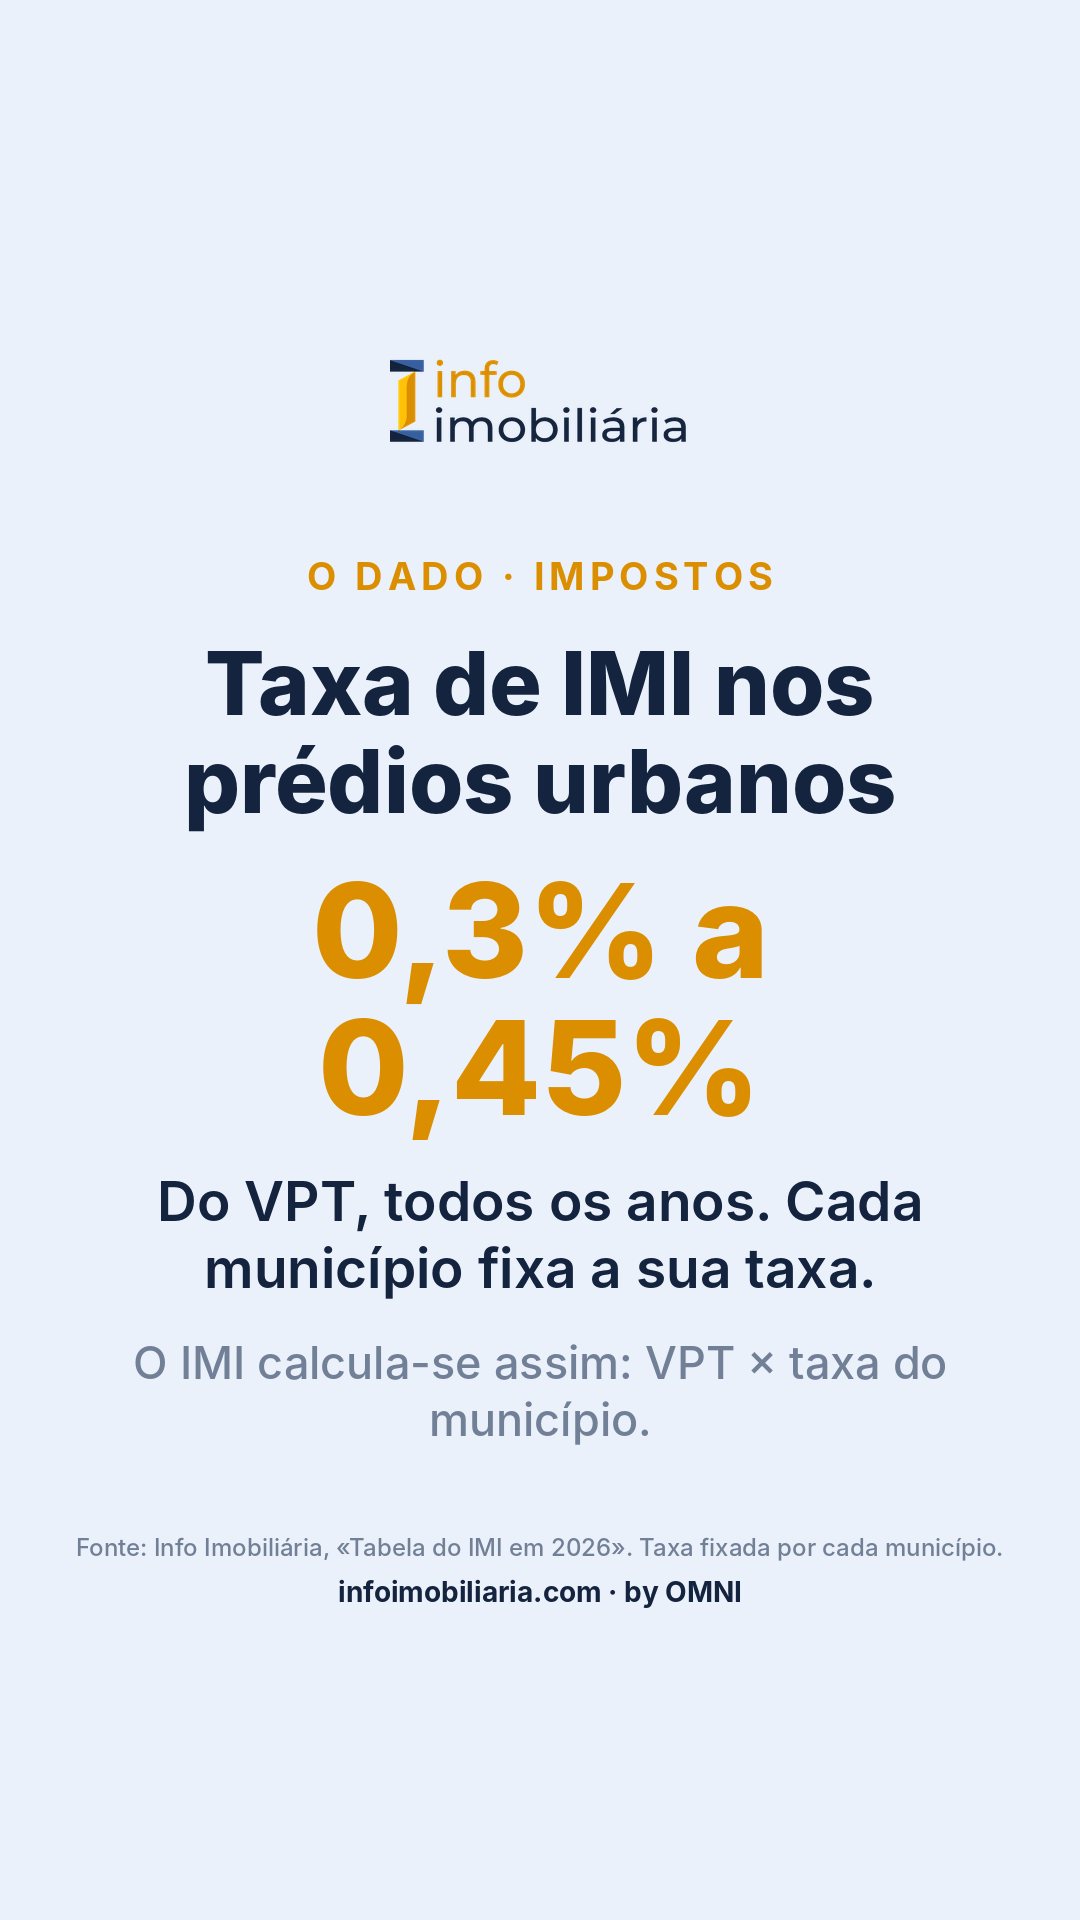 info
imobiliária
O DADO · IMPOSTOS
Taxa de IMI nos
prédios urbanos
0,3% a
0,45%
Do VPT, todos os anos. Cada
município fixa a sua taxa.
O IMI calcula-se assim: VPT × taxa do
município.
Fonte: Info Imobiliária, «Tabela do IMI em 2026». Taxa fixada por cada município.
infoimobiliaria.com · by OMNI